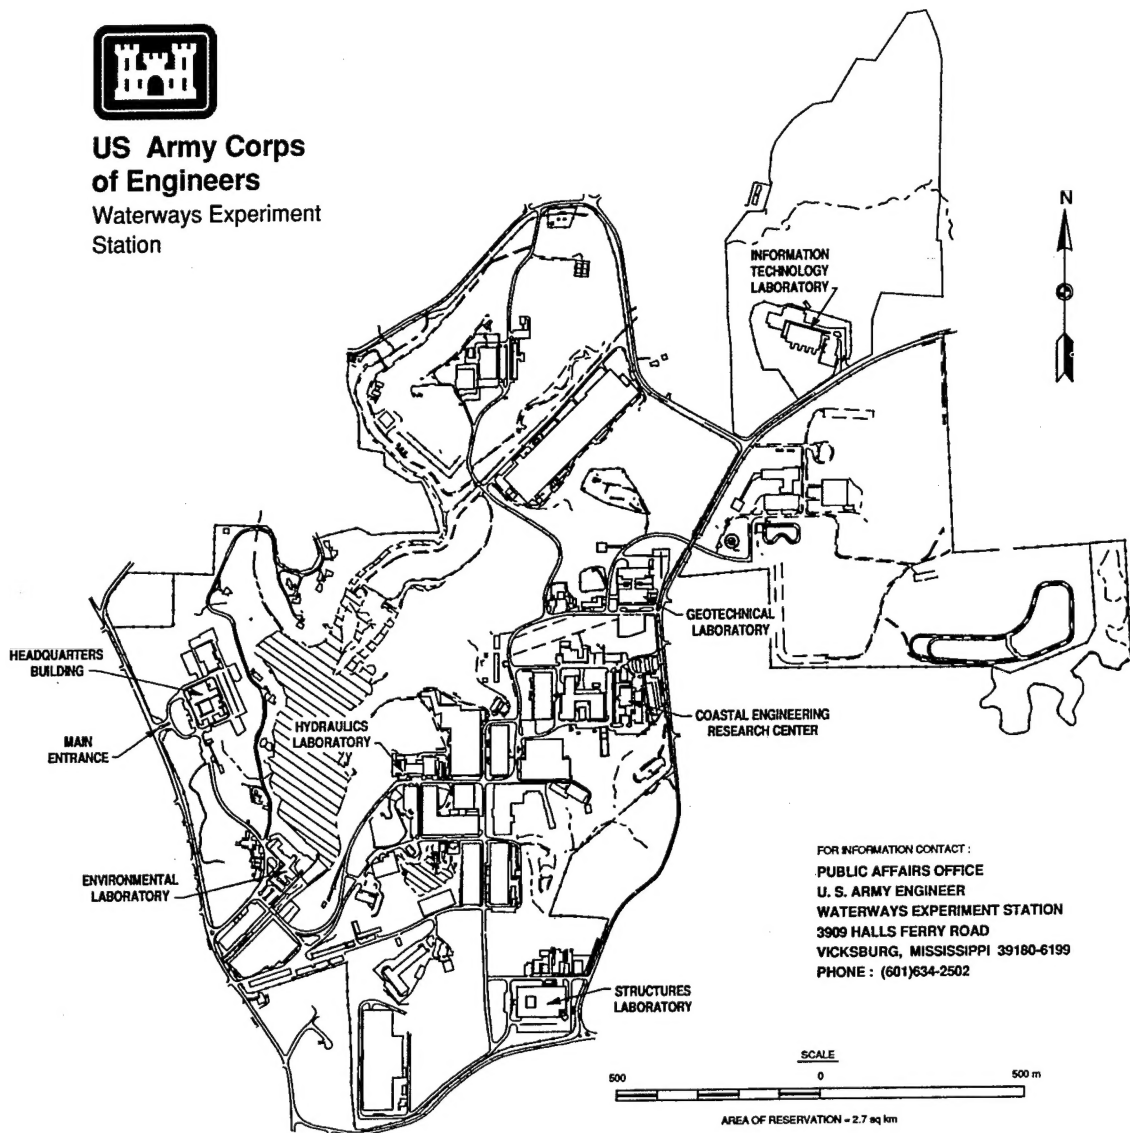 US Army Corps
of Engineers
Waterways Experiment
Station
N
INFORMATION
TECHNOLOGY
LABORATORY
GEOTECHNICAL
LABORATORY
HEADQUARTERS
BUILDING
MAIN
ENTRANCE
HYDRAULICS
LABORATORY
COASTAL ENGINEERING
RESEARCH CENTER
ENVIRONMENTAL
LABORATORY
STRUCTURES
LABORATORY
FOR INFORMATION CONTACT :
PUBLIC AFFAIRS OFFICE
U. S. ARMY ENGINEER
WATERWAYS EXPERIMENT STATION
3909 HALLS FERRY ROAD
VICKSBURG, MISSISSIPPI 39180-6199
PHONE : (601)634-2502
SCALE
500 0 500 m
AREA OF RESERVATION = 2.7 sq km